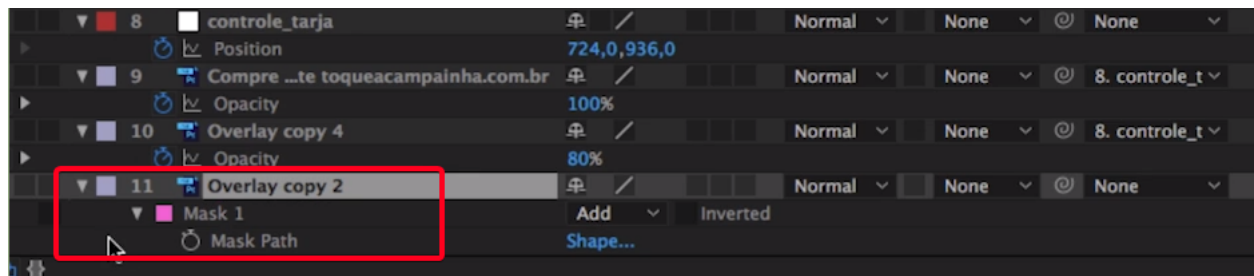 8 controle_tarja Normal None None
Position 724,0,936,0
9 Compre ...te toqueacampainha.com.br Normal None 8. controle_t
Opacity 100%
10 Overlay copy 4 Normal None 8. controle_t
Opacity 80%
11 Overlay copy 2 Normal None None
Mask 1 Add Inverted
Mask Path Shape...